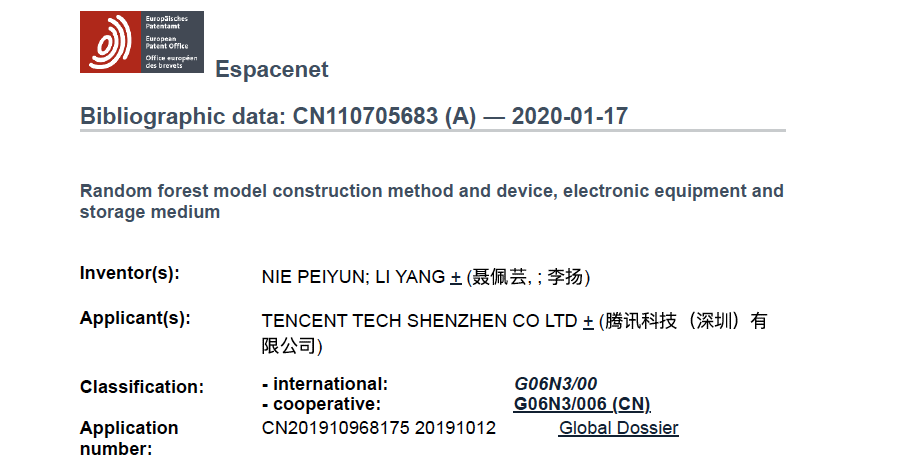 Europäisches
Patentamt
European
Patent Office
Office européen
des brevets
Espacenet
Bibliographic data: CN110705683 (A) — 2020-01-17
Random forest model construction method and device, electronic equipment and
storage medium
Inventor(s): NIE PEIYUN; LI YANG + (聂佩芸, ; 李扬)
Applicant(s): TENCENT TECH SHENZHEN CO LTD + (腾讯科技（深圳）有
限公司)
Classification: - international: G06N3/00
- cooperative: G06N3/006 (CN)
Application CN201910968175 20191012 Global Dossier
number: